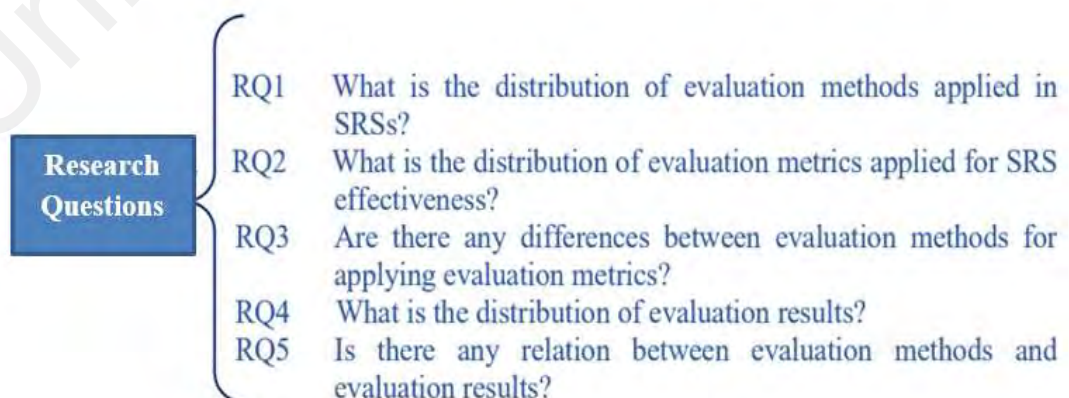 Research
Questions
RQ1 What is the distribution of evaluation methods applied in
SRSs?
RQ2 What is the distribution of evaluation metrics applied for SRS
effectiveness?
RQ3 Are there any differences between evaluation methods for
applying evaluation metrics?
RQ4 What is the distribution of evaluation results?
RQ5 Is there any relation between evaluation methods and
evaluation results?